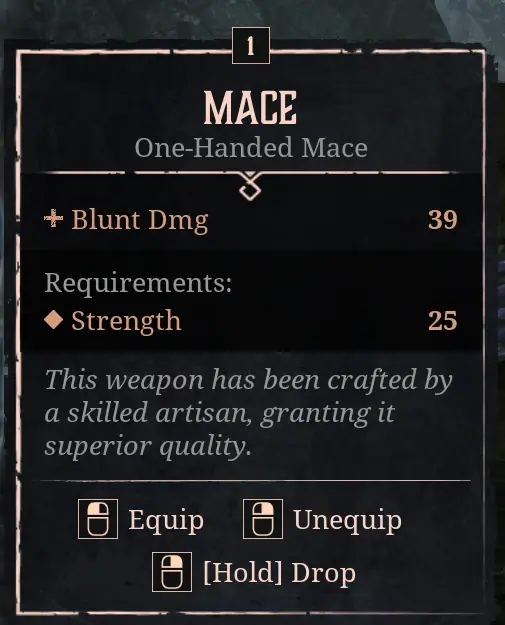 1
MACE
One-Handed Mace
Blunt Dmg 39
Requirements:
Strength 25
This weapon has been crafted by
a skilled artisan, granting it
superior quality.
Equip Unequip
[Hold] Drop